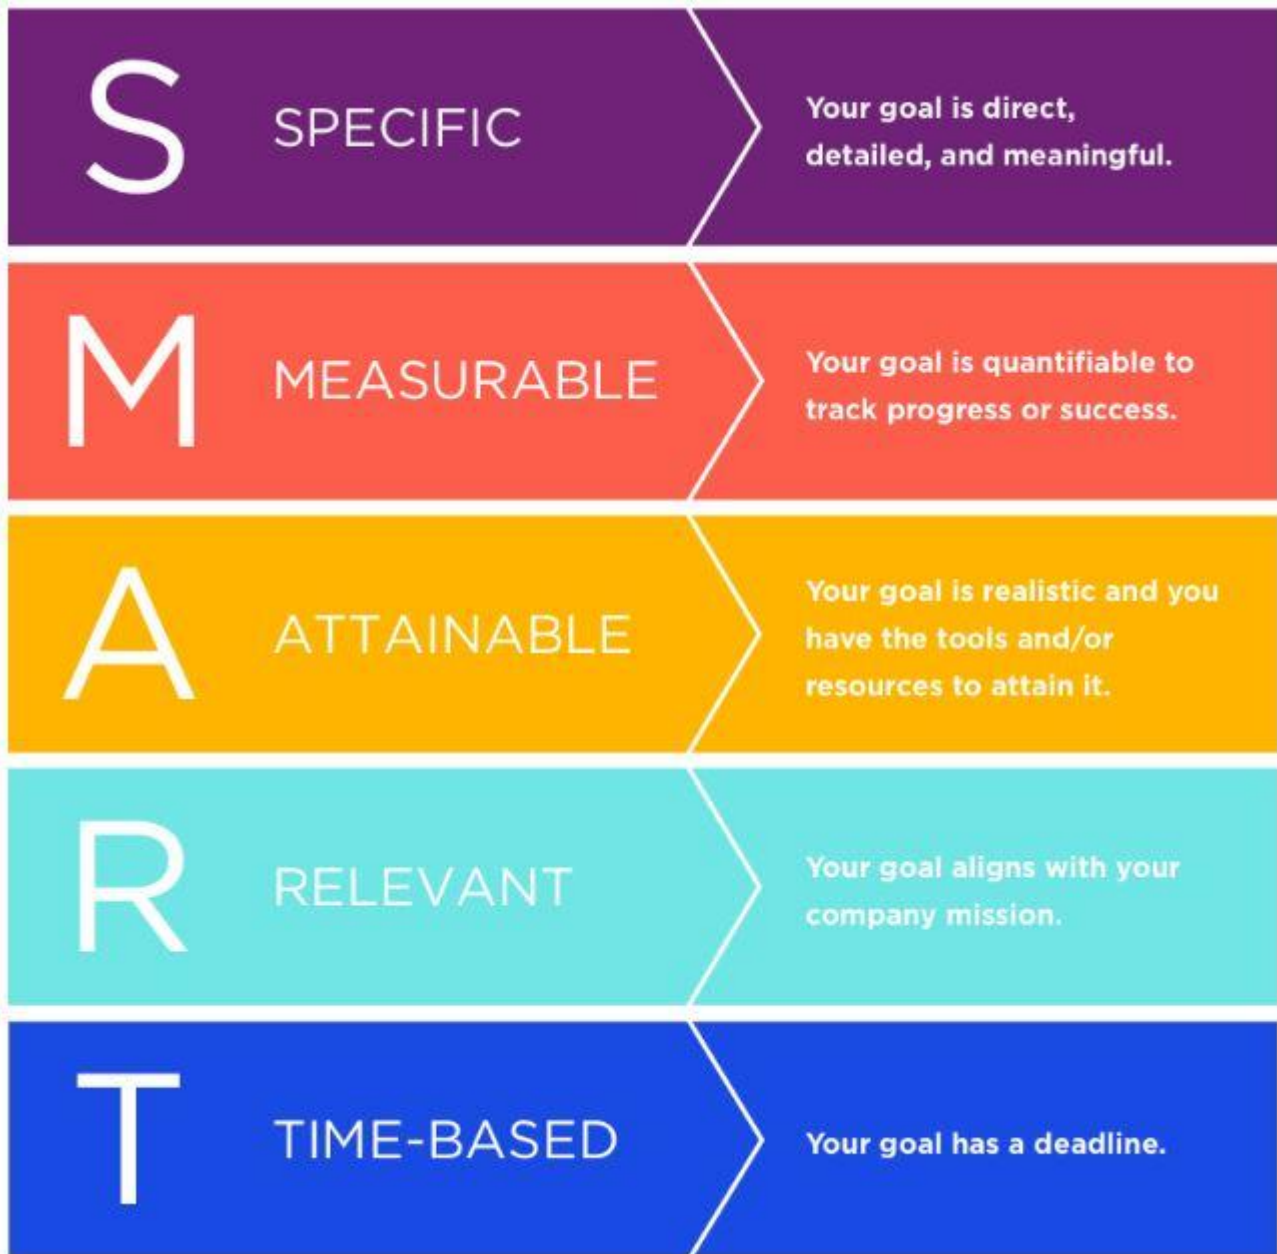 S
SPECIFIC
Your goal is direct,
detailed, and meaningful.
M
MEASURABLE
Your goal is quantifiable to
track progress or success.
A
ATTAINABLE
Your goal is realistic and you
have the tools and/or
resources to attain it.
R
RELEVANT
Your goal aligns with your
company mission.
T
TIME-BASED
Your goal has a deadline.